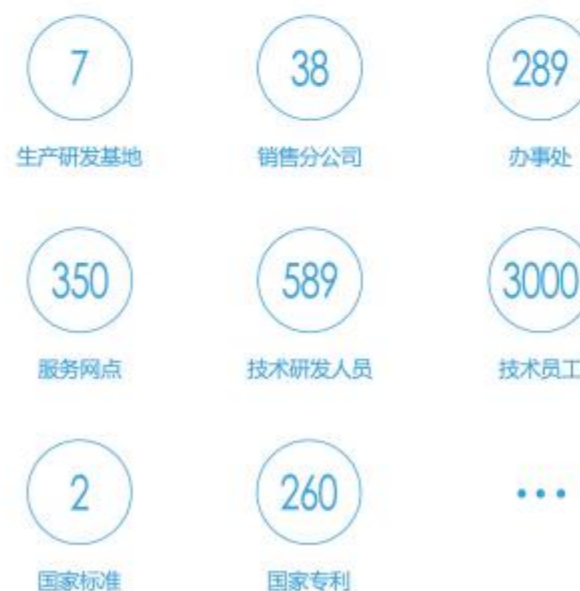 7 38 289
生产研发基地 销售分公司 办事处
350 589 3000
服务网点 技术研发人员 技术员工
2 260 •••
国家标准 国家专利